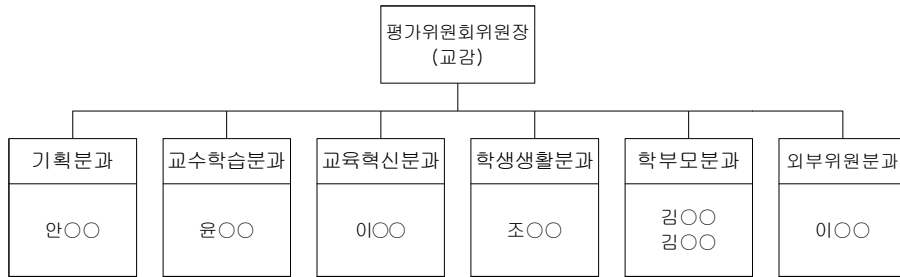 평가위원회위원장
(교감)
기획분과
교수학습분과
교육혁신분과
학생생활분과
학부모분과
외부위원분과
안○○
윤○○
이○○
조○○
김○○
김○○
이○○